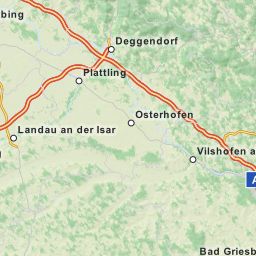 bing
Deggendorf
Plattling
Osterhofen
Landau an der Isar
Vilshofen a
A
Bad Griesb